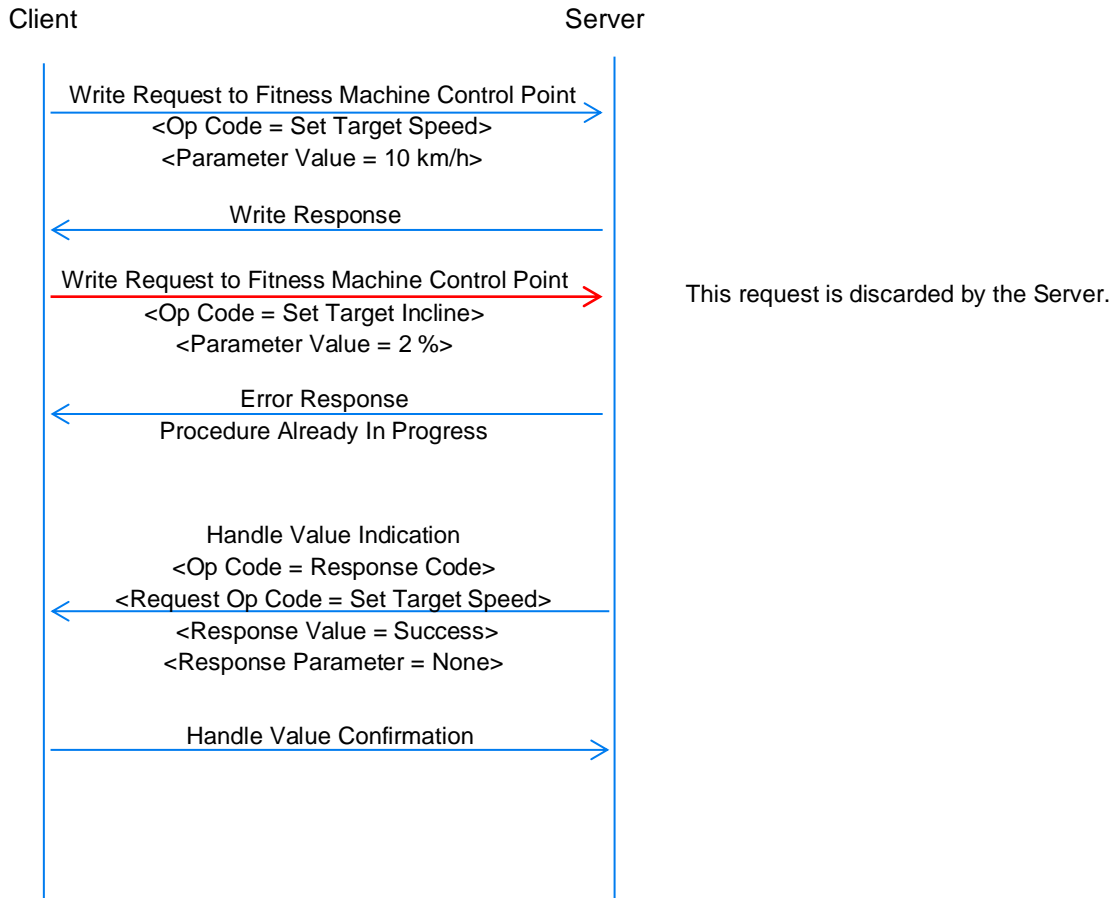 Client
Server
Write Request to Fitness Machine Control Point
<Op Code = Set Target Speed>
<Parameter Value = 10 km/h>
Write Response
Write Request to Fitness Machine Control Point
This request is discarded by the Server.
<Op Code = Set Target Incline>
<Parameter Value = 2 %>
Error Response
Procedure Already In Progress
Handle Value Indication
<Op Code = Response Code>
<Request Op Code = Set Target Speed>
<Response Value = Success>
<Response Parameter = None>
Handle Value Confirmation